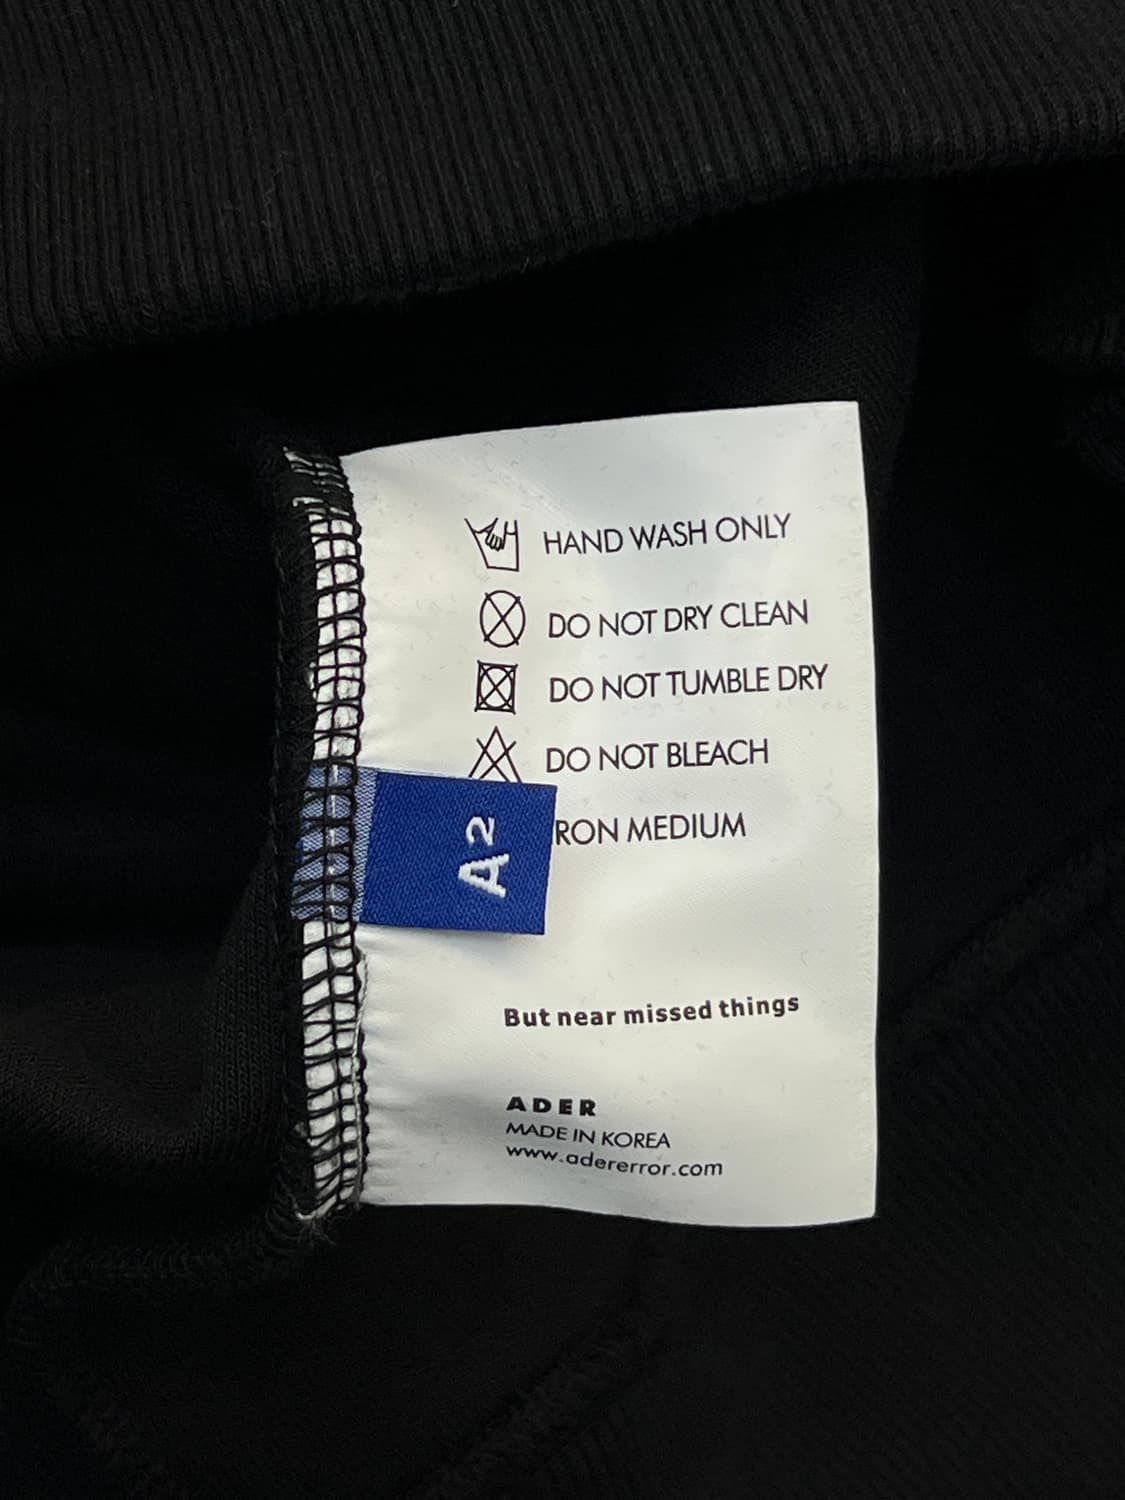 HAND WASH ONLY
DO NOT DRY CLEAN
DO NOT TUMBLE DRY
DO NOT BLEACH
RON MEDIUM
A2
But near missed things
ADER
MADE IN KOREA
www.adererror.com